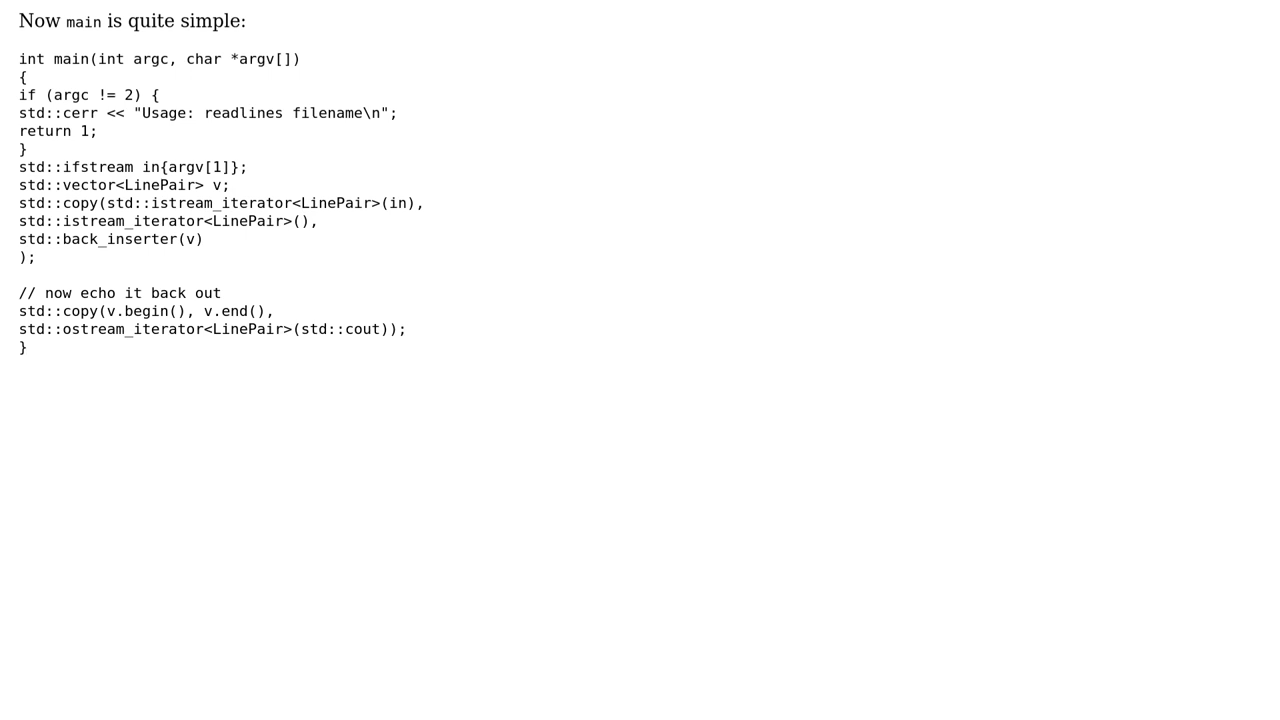 Now main is quite simple:
int main(int argc, char *argv[])
{
if (argc != 2) {
std::cerr << "Usage: readlines filename\n";
return 1;
}
std::ifstream in{argv[1]};
std::vector<LinePair> v;
std::copy(std::istream_iterator<LinePair>(in),
std::istream_iterator<LinePair>(),
std::back_inserter(v)
);

// now echo it back out
std::copy(v.begin(), v.end(),
std::ostream_iterator<LinePair>(std::cout));
}